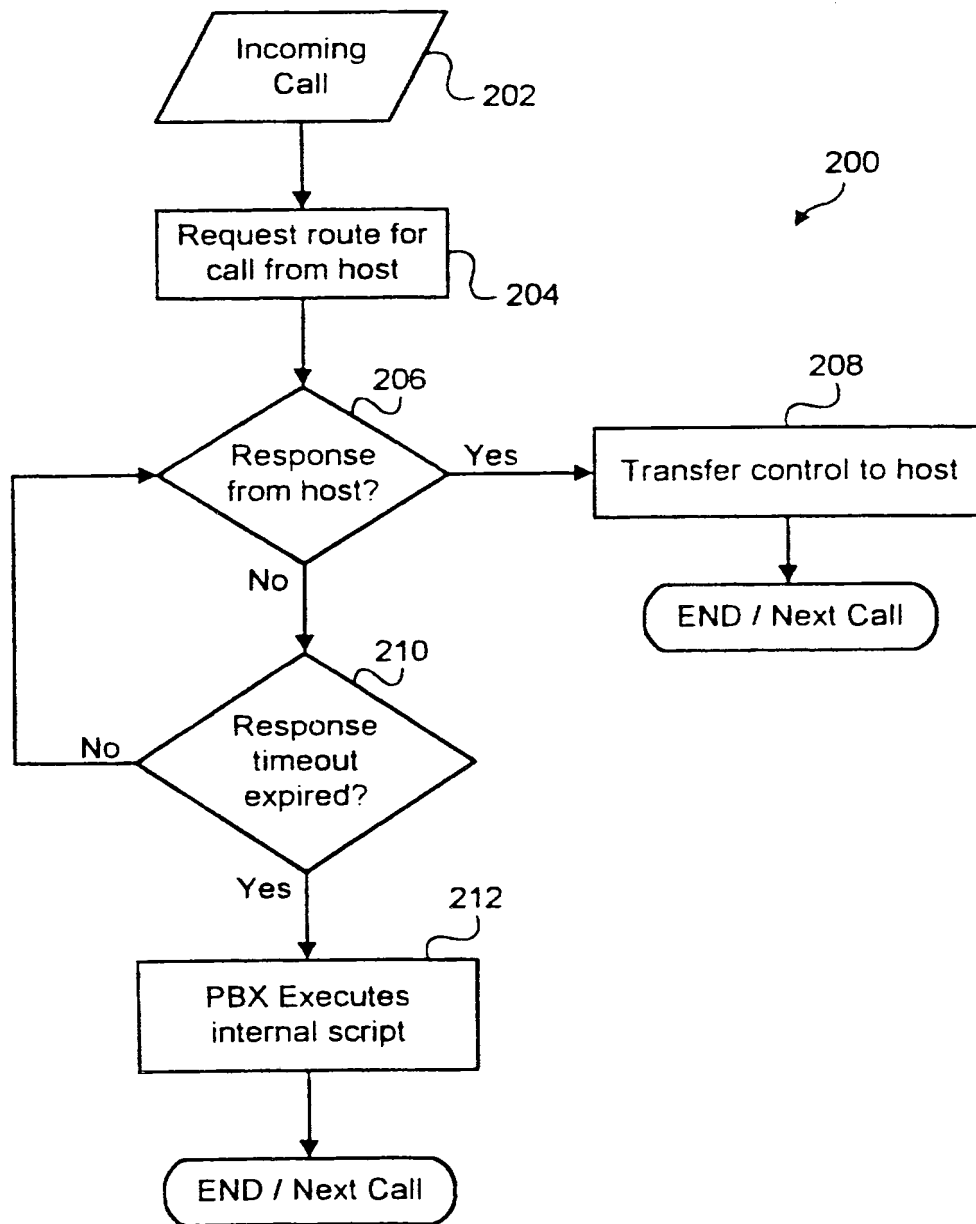 Incoming
Call
202
200
Request route for
call from host
204
206
208
Response
from host?
Yes
Transfer control to host
No
END / Next Call
210
Response
timeout
expired?
No
Yes
212
PBX Executes
internal script
END / Next Call